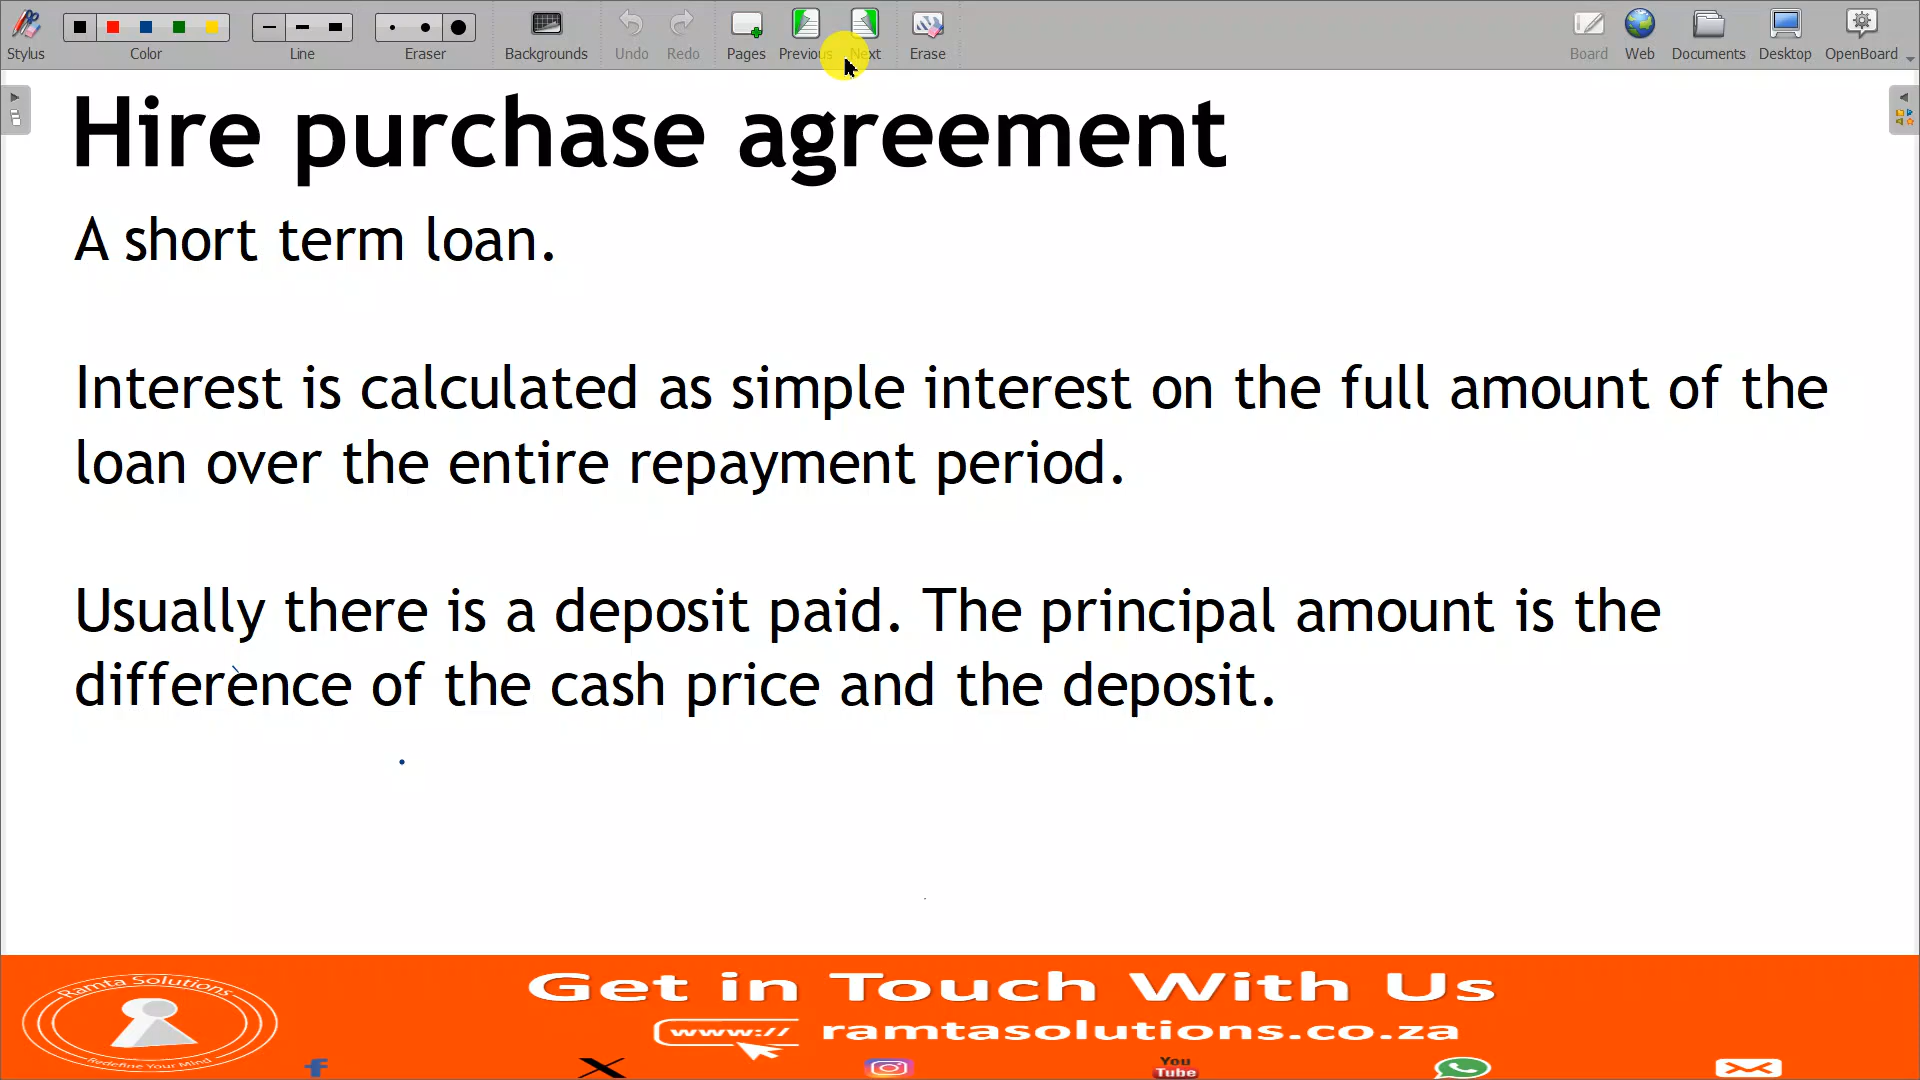 Stylus Color Line Eraser Backgrounds Undo Redo Pages Previous Next Erase Board Web Documents Desktop OpenBoard
Hire purchase agreement
A short term loan.
Interest is calculated as simple interest on the full amount of the
loan over the entire repayment period.
Usually there is a deposit paid. The principal amount is the
difference of the cash price and the deposit.
Get in Touch With Us
www:// ramtasolutions.co.za
Ramta Solutions
Redefine Your Mind
You
Tube